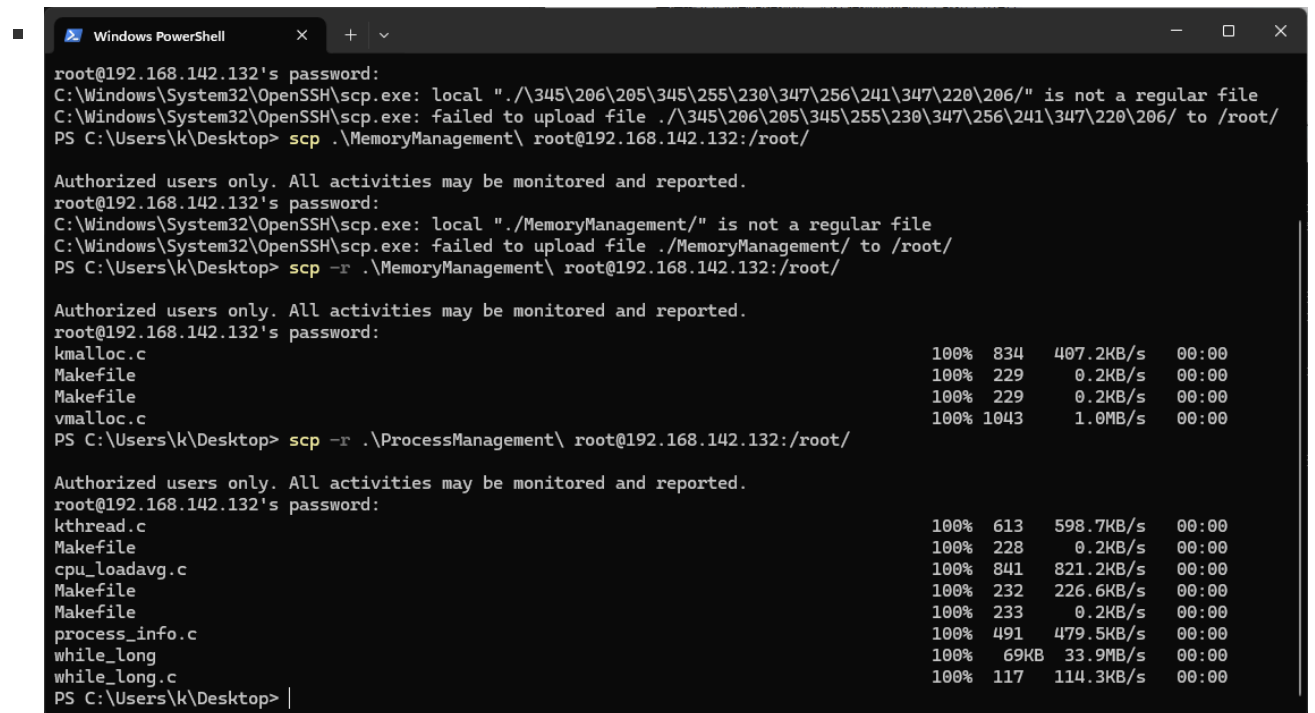 Windows PowerShell
root@192.168.142.132's password:
C:\Windows\System32\OpenSSH\scp.exe: local "./\345\206\205\345\255\230\347\256\241\347\220\206/" is not a regular file
C:\Windows\System32\OpenSSH\scp.exe: failed to upload file ./\345\206\205\345\255\230\347\256\241\347\220\206/ to /root/
PS C:\Users\k\Desktop> scp .\MemoryManagement\ root@192.168.142.132:/root/
Authorized users only. All activities may be monitored and reported.
root@192.168.142.132's password:
C:\Windows\System32\OpenSSH\scp.exe: local "./MemoryManagement/" is not a regular file
C:\Windows\System32\OpenSSH\scp.exe: failed to upload file ./MemoryManagement/ to /root/
PS C:\Users\k\Desktop> scp -r .\MemoryManagement\ root@192.168.142.132:/root/
Authorized users only. All activities may be monitored and reported.
root@192.168.142.132's password:
kmalloc.c 100% 834 407.2KB/s 00:00
Makefile 100% 229 0.2KB/s 00:00
Makefile 100% 229 0.2KB/s 00:00
vmalloc.c 100% 1043 1.0MB/s 00:00
PS C:\Users\k\Desktop> scp -r .\ProcessManagement\ root@192.168.142.132:/root/
Authorized users only. All activities may be monitored and reported.
root@192.168.142.132's password:
kthread.c 100% 613 598.7KB/s 00:00
Makefile 100% 228 0.2KB/s 00:00
cpu_loadavg.c 100% 841 821.2KB/s 00:00
Makefile 100% 232 226.6KB/s 00:00
Makefile 100% 233 0.2KB/s 00:00
process_info.c 100% 491 479.5KB/s 00:00
while_long 100% 69KB 33.9MB/s 00:00
while_long.c 100% 117 114.3KB/s 00:00
PS C:\Users\k\Desktop>